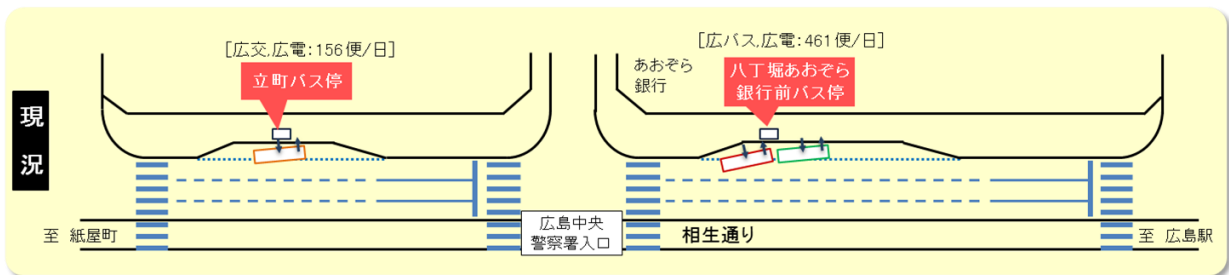 現況
[広交,広電:156便/日]
立町バス停
[広バス,広電:461便/日]
あおぞら
銀行
八丁堀あおぞら
銀行前バス停
至 紙屋町
広島中央
警察署入口
相生通り
至 広島駅